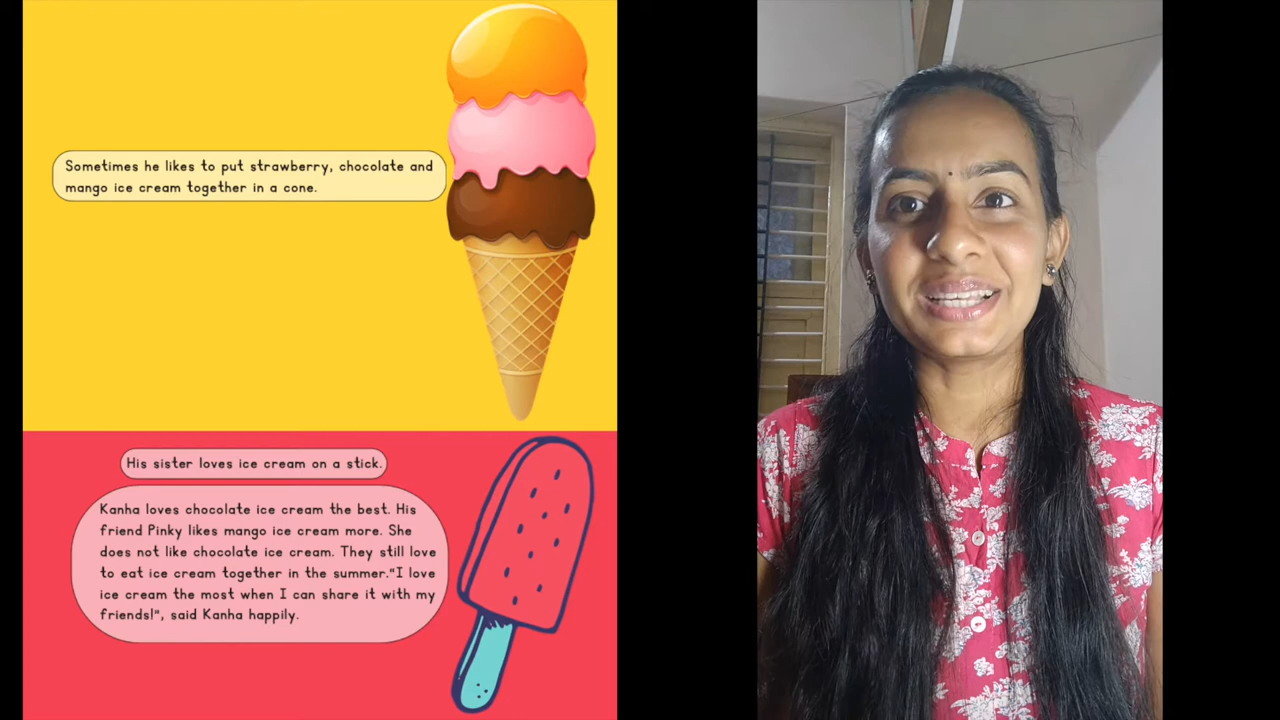 Sometimes he likes to put strawberry, chocolate and
mango ice cream together in a cone.
His sister loves ice cream on a stick.
Kanha loves chocolate ice cream the best. His
friend Pinky likes mango ice cream more. She
does not like chocolate ice cream. They still love
to eat ice cream together in the summer."I love
ice cream the most when I can share it with my
friends!", said Kanha happily.